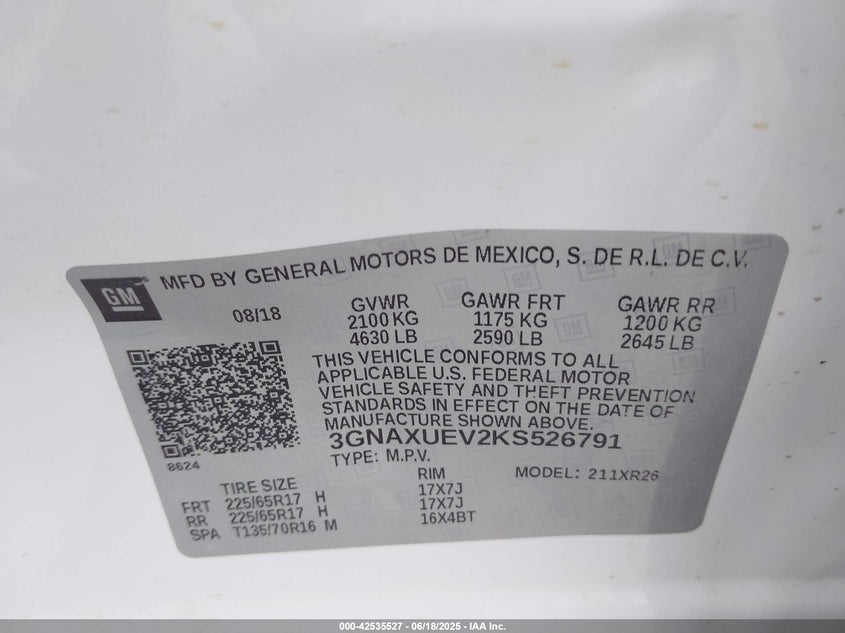 GM
MFD BY GENERAL MOTORS DE MEXICO, S. DE R.L. DE C.V.
08/18 GVWR GAWR FRT GAWR RR
2100 KG 1175 KG 1200 KG
4630 LB 2590 LB 2645 LB
THIS VEHICLE CONFORMS TO ALL
APPLICABLE U.S. FEDERAL MOTOR
VEHICLE SAFETY AND THEFT PREVENTION
STANDARDS IN EFFECT ON THE DATE OF
MANUFACTURE SHOWN ABOVE.
3GNAXUEV2KS526791
8624
TYPE: M.P.V. MODEL: 211XR26
TIRE SIZE RIM
FRT 225/65R17 H 17X7J
RR 225/65R17 H 17X7J
SPA T135/70R16 M 16X4BT
000-42535527 - 06/18/2025 - IAA Inc.